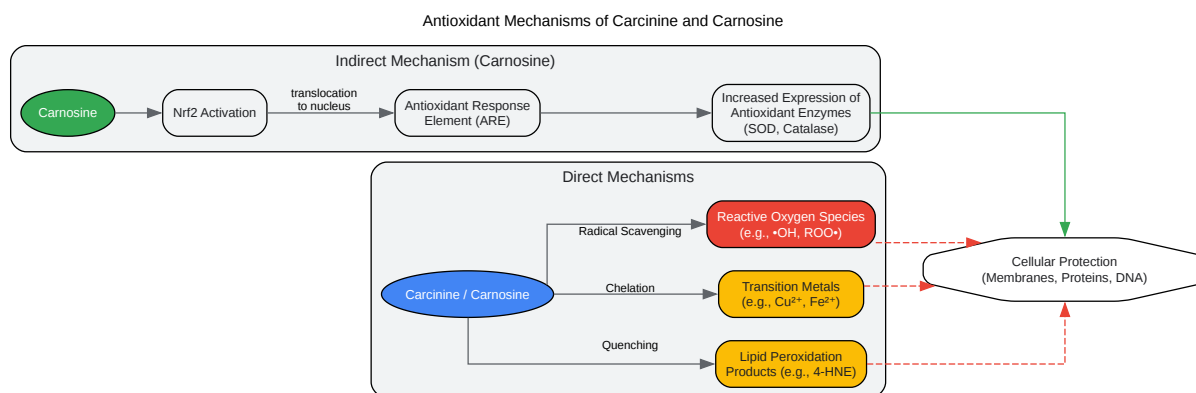 Antioxidant Mechanisms of Carcinine and Carnosine
Indirect Mechanism (Carnosine)
Carnosine
Nrf2 Activation
translocation
to nucleus
Antioxidant Response
Element (ARE)
Increased Expression of
Antioxidant Enzymes
(SOD, Catalase)
Direct Mechanisms
Carcinine / Carnosine
Radical Scavenging
Reactive Oxygen Species
(e.g., •OH, ROO•)
Chelation
Transition Metals
(e.g., Cu²⁺, Fe²⁺)
Quenching
Lipid Peroxidation
Products (e.g., 4-HNE)
Cellular Protection
(Membranes, Proteins, DNA)